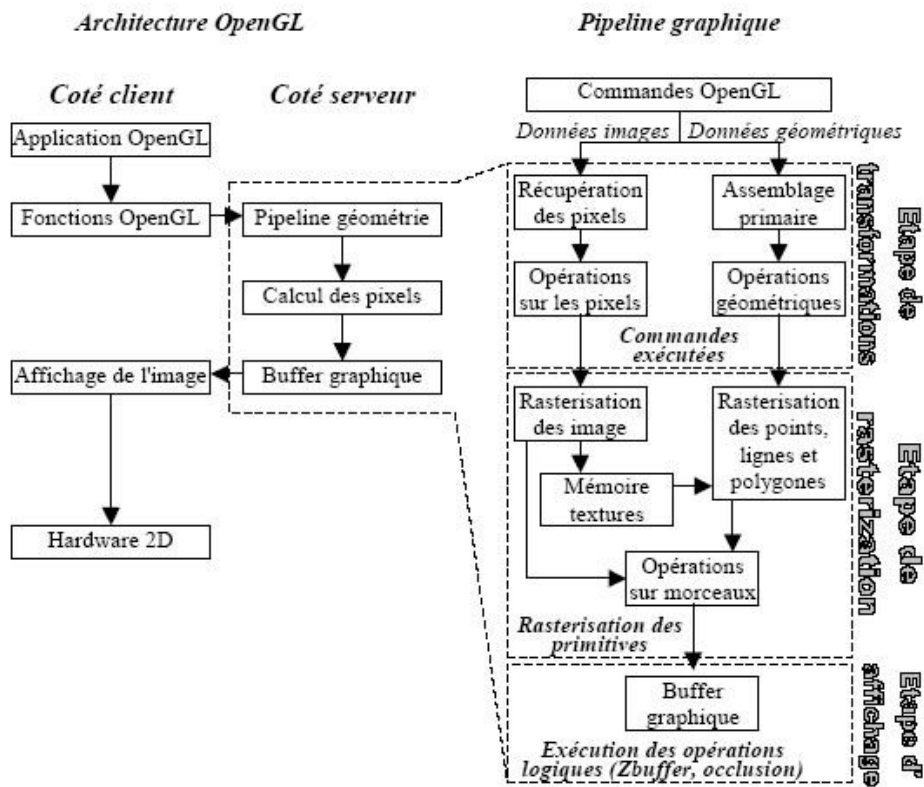 Architecture OpenGL
Pipeline graphique
Coté client
Coté serveur
Application OpenGL
Fonctions OpenGL
Pipeline géométrie
Calcul des pixels
Affichage de l'image
Buffer graphique
Hardware 2D
Commandes OpenGL
Données images
Données géométriques
Récupération
des pixels
Assemblage
primaire
Opérations
sur les pixels
Opérations
géométriques
Commandes
exécutées
Etape de
transformations
Rasterisation
des image
Rasterisation
des points,
lignes et
polygones
Mémoire
textures
Opérations
sur morceaux
Rasterisation des
primitives
Etape de
rasterization
Buffer
graphique
Exécution des opérations
logiques (Zbuffer, occlusion)
Etape d'
affichage